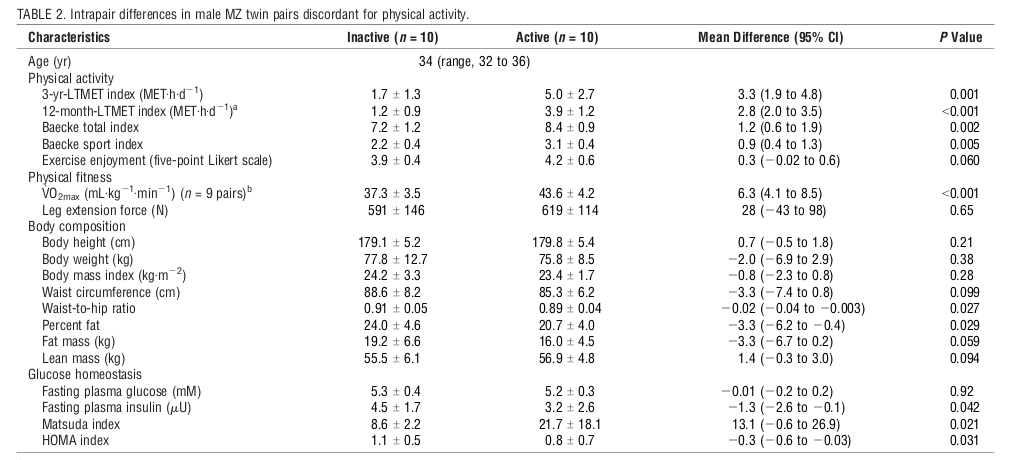 TABLE 2. Intrapair differences in male MZ twin pairs discordant for physical activity.
Characteristics Inactive (n = 10) Active (n = 10) Mean Difference (95% CI) P Value
Age (yr) 34 (range, 32 to 36)
Physical activity
3-yr-LTMET index (MET·h·d⁻¹) 1.7 ± 1.3 5.0 ± 2.7 3.3 (1.9 to 4.8) 0.001
12-month-LTMET index (MET·h·d⁻¹)ᵃ 1.2 ± 0.9 3.9 ± 1.2 2.8 (2.0 to 3.5) <0.001
Baecke total index 7.2 ± 1.2 8.4 ± 0.9 1.2 (0.6 to 1.9) 0.002
Baecke sport index 2.2 ± 0.4 3.1 ± 0.4 0.9 (0.4 to 1.3) 0.005
Exercise enjoyment (five-point Likert scale) 3.9 ± 0.4 4.2 ± 0.6 0.3 (−0.02 to 0.6) 0.060
Physical fitness
V̇O₂max (mL·kg⁻¹·min⁻¹) (n = 9 pairs)ᵇ 37.3 ± 3.5 43.6 ± 4.2 6.3 (4.1 to 8.5) <0.001
Leg extension force (N) 591 ± 146 619 ± 114 28 (−43 to 98) 0.65
Body composition
Body height (cm) 179.1 ± 5.2 179.8 ± 5.4 0.7 (−0.5 to 1.8) 0.21
Body weight (kg) 77.8 ± 12.7 75.8 ± 8.5 −2.0 (−6.9 to 2.9) 0.38
Body mass index (kg·m⁻²) 24.2 ± 3.3 23.4 ± 1.7 −0.8 (−2.3 to 0.8) 0.28
Waist circumference (cm) 88.6 ± 8.2 85.3 ± 6.2 −3.3 (−7.4 to 0.8) 0.099
Waist-to-hip ratio 0.91 ± 0.05 0.89 ± 0.04 −0.02 (−0.04 to −0.003) 0.027
Percent fat 24.0 ± 4.6 20.7 ± 4.0 −3.3 (−6.2 to −0.4) 0.029
Fat mass (kg) 19.2 ± 6.6 16.0 ± 4.5 −3.3 (−6.7 to 0.2) 0.059
Lean mass (kg) 55.5 ± 6.1 56.9 ± 4.8 1.4 (−0.3 to 3.0) 0.094
Glucose homeostasis
Fasting plasma glucose (mM) 5.3 ± 0.4 5.2 ± 0.3 −0.01 (−0.2 to 0.2) 0.92
Fasting plasma insulin (μU) 4.5 ± 1.7 3.2 ± 2.6 −1.3 (−2.6 to −0.1) 0.042
Matsuda index 8.6 ± 2.2 21.7 ± 18.1 13.1 (−0.6 to 26.9) 0.021
HOMA index 1.1 ± 0.5 0.8 ± 0.7 −0.3 (−0.6 to −0.03) 0.031